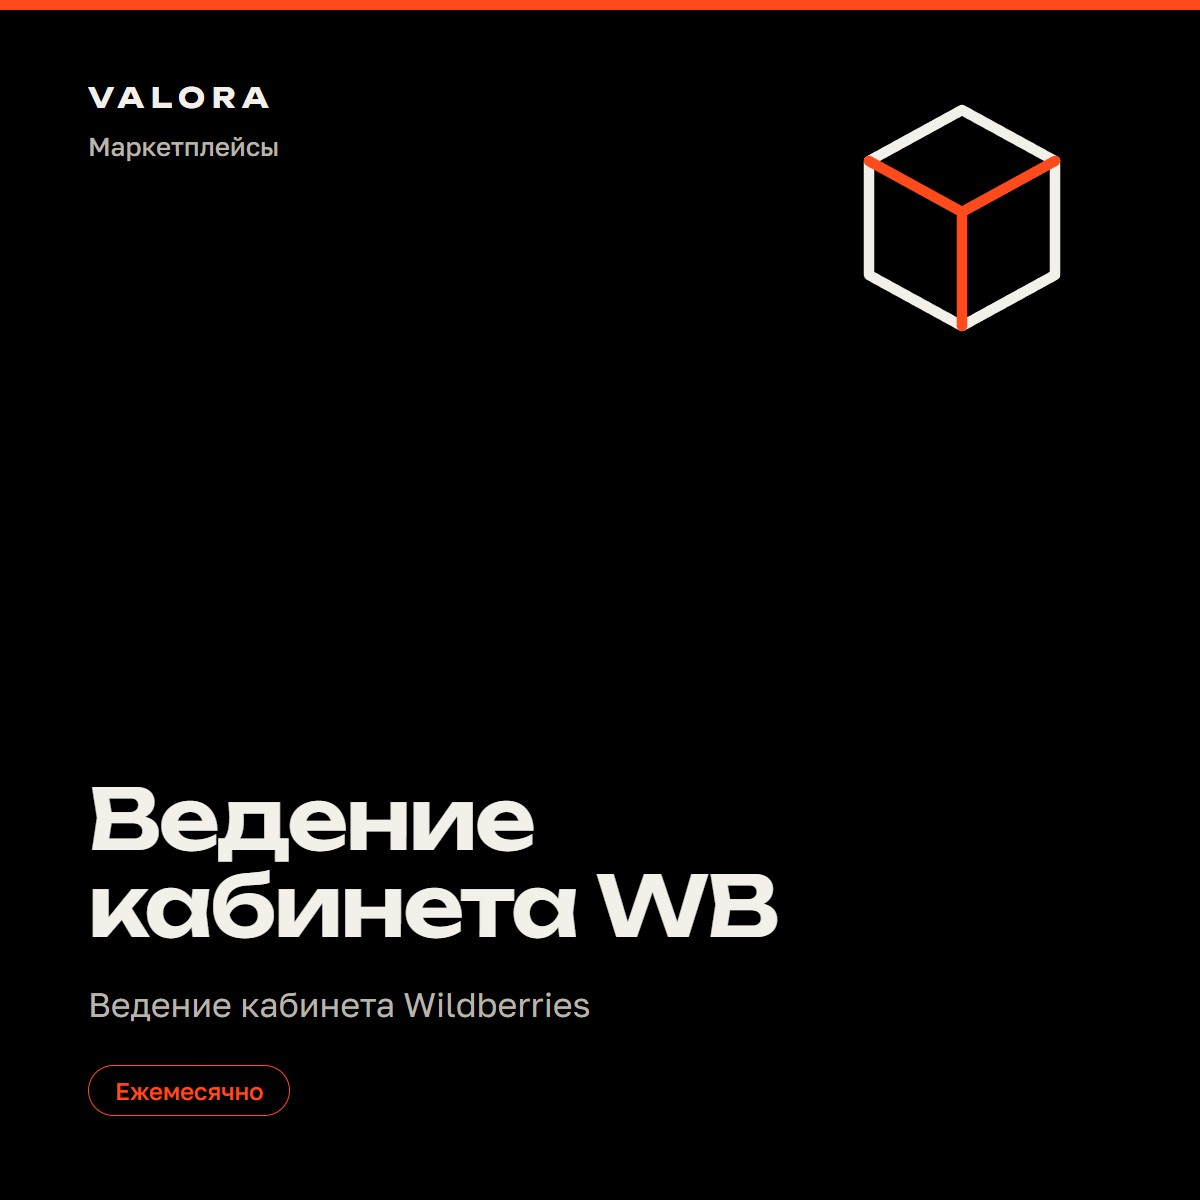 VALORA
Маркетплейсы
Ведение
кабинета WB
Ведение кабинета Wildberries
Ежемесячно